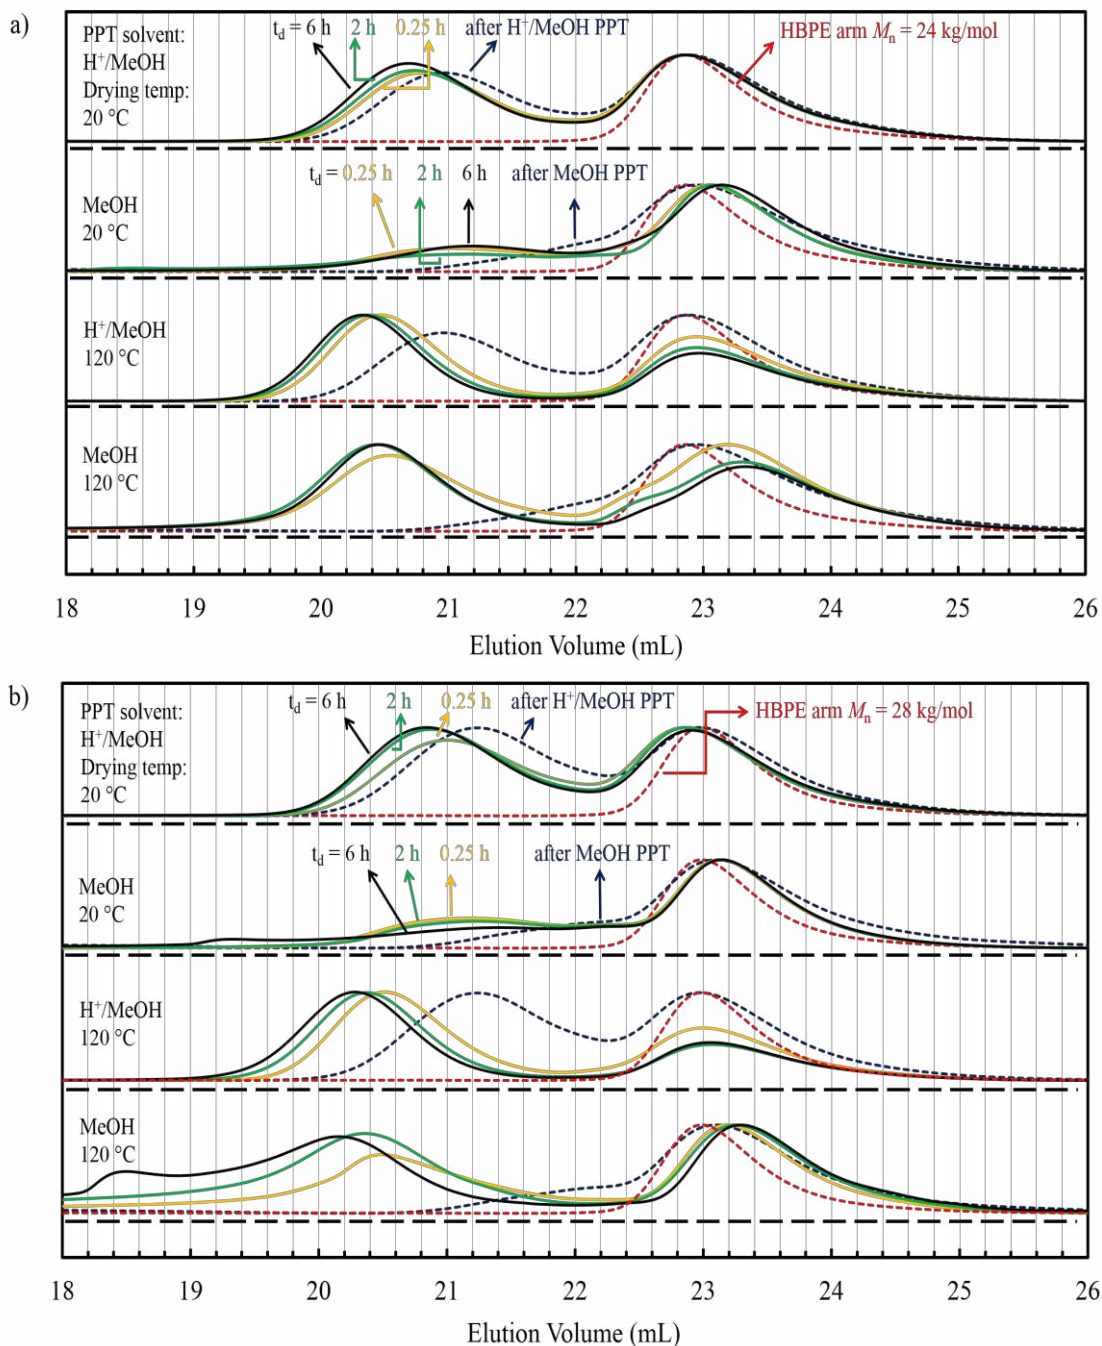 a)
PPT solvent:
H⁺/MeOH
Drying temp:
20 °C
t_d = 6 h 2 h 0.25 h after H⁺/MeOH PPT
HBPE arm Mₙ = 24 kg/mol
t_d = 0.25 h 2 h 6 h after MeOH PPT
MeOH
20 °C
H⁺/MeOH
120 °C
MeOH
120 °C
18 19 20 21 22 23 24 25 26
Elution Volume (mL)
b)
PPT solvent:
H⁺/MeOH
Drying temp:
20 °C
t_d = 6 h 2 h 0.25 h after H⁺/MeOH PPT
HBPE arm Mₙ = 28 kg/mol
t_d = 6 h 2 h 0.25 h after MeOH PPT
MeOH
20 °C
H⁺/MeOH
120 °C
MeOH
120 °C
18 19 20 21 22 23 24 25 26
Elution Volume (mL)